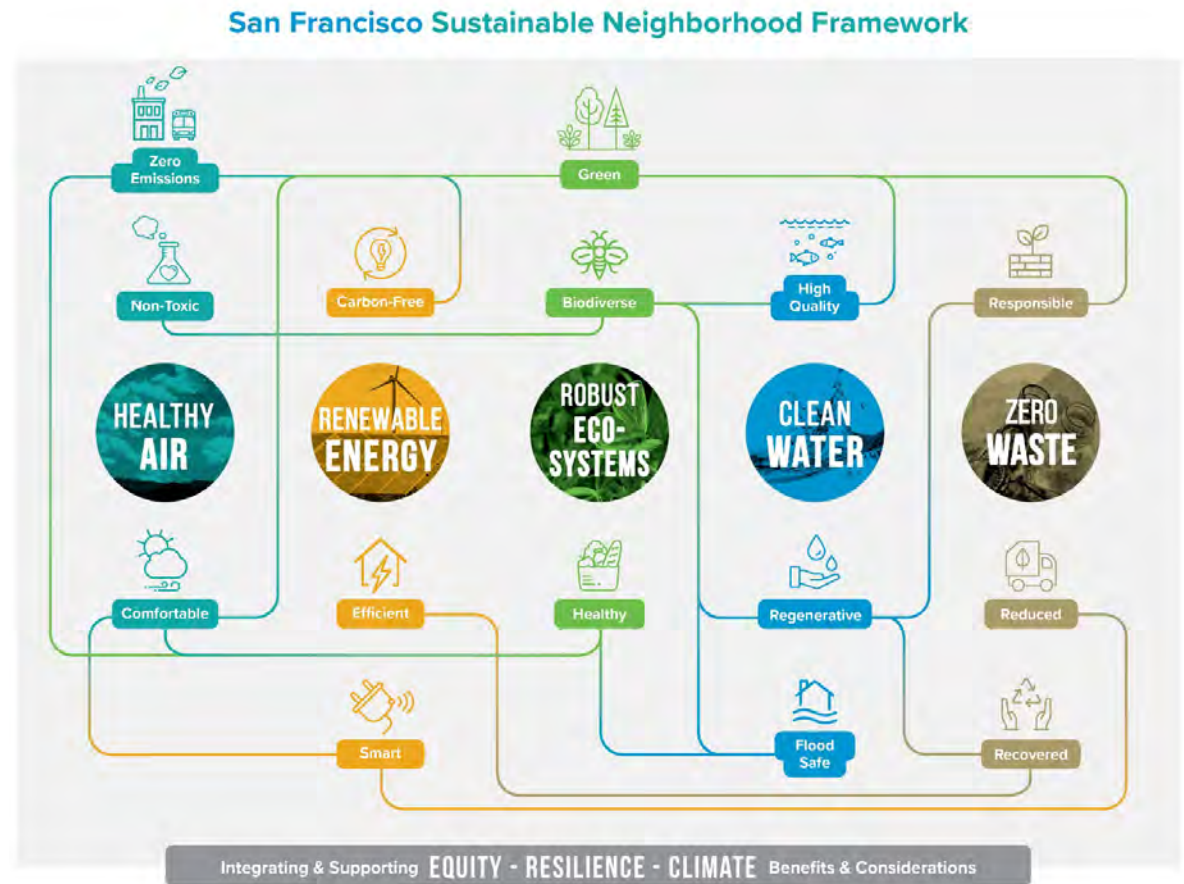 San Francisco Sustainable Neighborhood Framework
Zero
Emissions
Green
Non-Toxic
Carbon-Free
Biodiverse
High
Quality
Responsible
HEALTHY
AIR
RENEWABLE
ENERGY
ROBUST
ECO-
SYSTEMS
CLEAN
WATER
ZERO
WASTE
Comfortable
Efficient
Healthy
Regenerative
Reduced
Smart
Flood
Safe
Recovered
Integrating & Supporting EQUITY - RESILIENCE - CLIMATE Benefits & Considerations